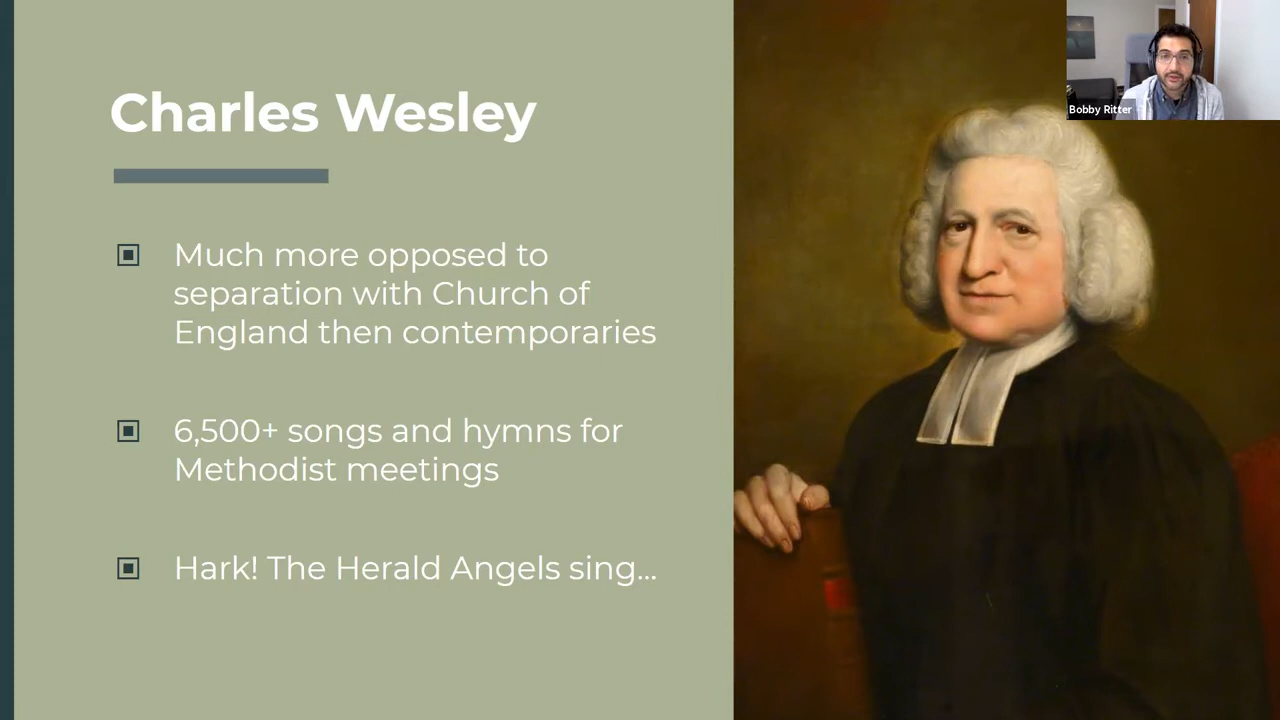 Charles Wesley
Much more opposed to
separation with Church of
England then contemporaries
6,500+ songs and hymns for
Methodist meetings
Hark! The Herald Angels sing...
Bobby Ritter